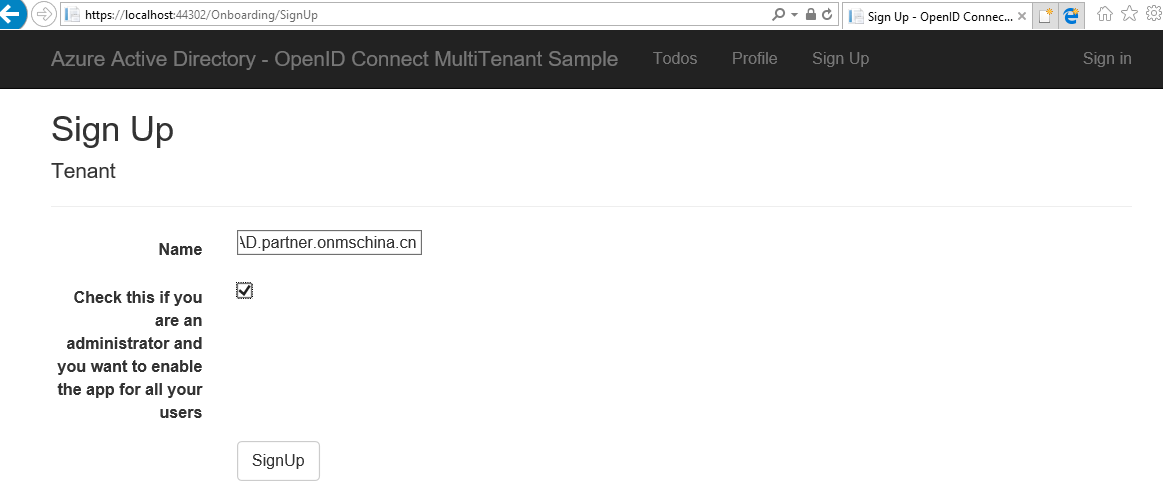 https://localhost:44302/Onboarding/SignUp
Sign Up - OpenID Connec...
Azure Active Directory - OpenID Connect MultiTenant Sample Todos Profile Sign Up Sign in
Sign Up
Tenant
Name \D.partner.onmschina.cn
Check this if you
are an
administrator and
you want to enable
the app for all your
users
SignUp